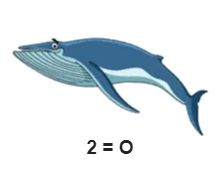 2 = O